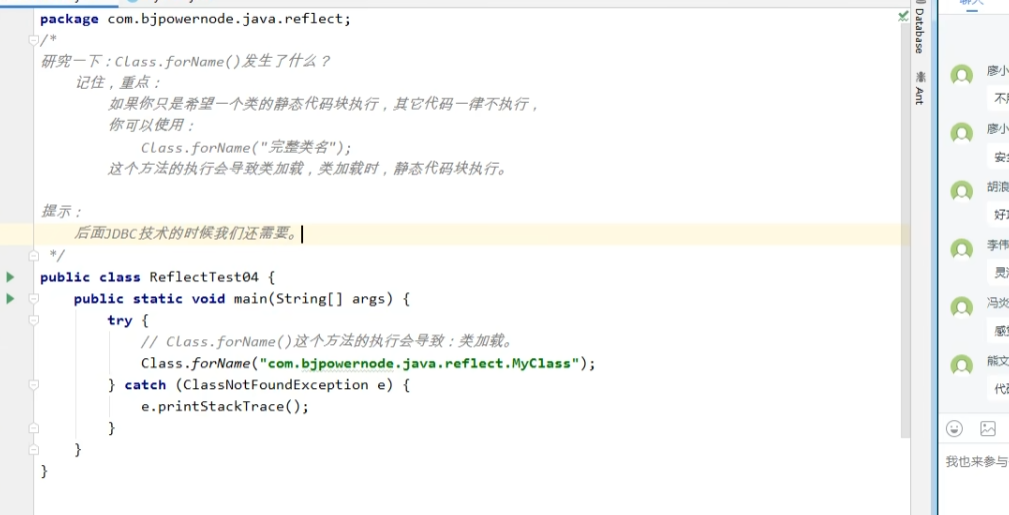 package com.bjpowernode.java.reflect;
/*
研究一下：Class.forName()发生了什么？
记住，重点：
如果你只是希望一个类的静态代码块执行，其它代码一律不执行，
你可以使用：
Class.forName("完整类名");
这个方法的执行会导致类加载，类加载时，静态代码块执行。
提示：
后面JDBC技术的时候我们还需要。
*/
public class ReflectTest04 {
public static void main(String[] args) {
try {
// Class.forName()这个方法的执行会导致：类加载。
Class.forName("com.bjpowernode.java.reflect.MyClass");
} catch (ClassNotFoundException e) {
e.printStackTrace();
}
}
}
Database
Ant
廖小
廖小
安全
胡浪
好
李伟
灵
感觉
熊文
代码
我也来参与